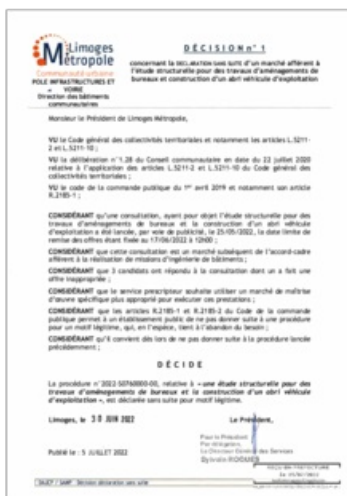 Limoges
Métropole
Communauté urbaine
PÔLE INFRASTRUCTURES ET
VOIRIE
Direction des bâtiments
communautaires
DÉCISION n° 1
concernant la DECLARATION SANS SUITE d'un marché afférent à
l'étude structurelle pour des travaux d'aménagements de
bureaux et construction d'un abri véhicule d'exploitation
Monsieur le Président de Limoges Métropole,
VU le Code général des collectivités territoriales et notamment les articles L.5211-
2 et L.5211-10 ;
VU la délibération n°1.28 du Conseil communautaire en date du 22 juillet 2020
relative à l'application des articles L.5211-2 et L.5211-10 du Code général des
collectivités territoriales ;
VU le code de la commande publique du 1er avril 2019 et notamment son article
R.2185-1 ;
CONSIDÉRANT qu'une consultation, ayant pour objet l'étude structurelle pour des
travaux d'aménagements de bureaux et la construction d'un abri véhicule
d'exploitation a été lancée, par voie de publicité, le 25/05/2022, la date limite de
remise des offres étant fixée au 17/06/2022 à 12h00 ;
CONSIDÉRANT que cette consultation est un marché subséquent de l'accord-cadre
afférent à la réalisation de missions d'ingénierie de bâtiments ;
CONSIDÉRANT que 3 candidats ont répondu à la consultation dont un a fait une
offre inappropriée ;
CONSIDÉRANT que le service prescripteur souhaite utiliser un marché de maîtrise
d'œuvre spécifique plus approprié pour exécuter ces prestations ;
CONSIDÉRANT que les articles R.2185-1 et R.2185-2 du Code de la commande
publique permet à un établissement public de ne pas donner suite à une procédure
pour un motif légitime, qui, en l'espèce, tient à l'abandon du besoin ;
CONSIDÉRANT qu'il convient dès lors de ne pas donner suite à la procédure lancée
précédemment ;
DÉCIDE
La procédure n°2022-S0760000-00, relative à « une étude structurelle pour des
travaux d'aménagements de bureaux et la construction d'un abri véhicule
d'exploitation », est déclarée sans suite pour motif légitime.
Limoges, le 30 JUIN 2022
Le Président,
Pour le Président
Par délégation,
Le Directeur Général des Services
Sylvain ROQUES
Publié le : 5 JUILLET 2022
REÇU EN PREFECTURE
DAJET / SAMP Décision déclaration sans suite